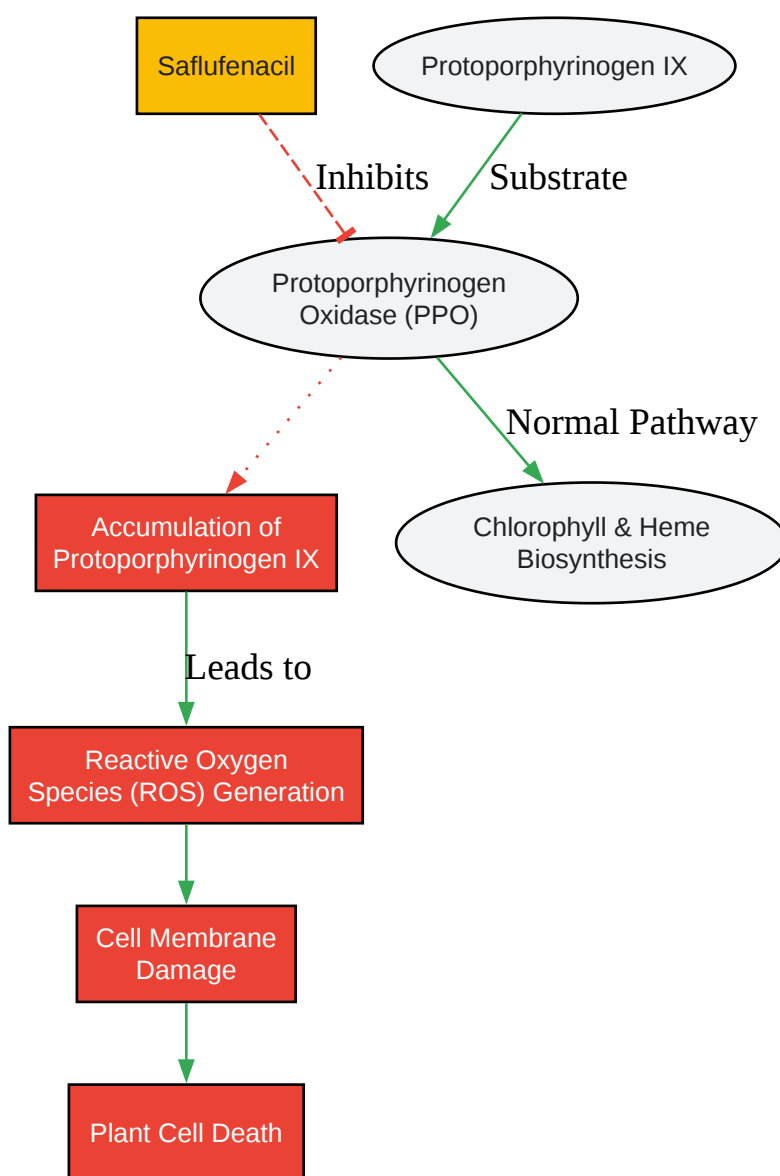 Saflufenacil
Protoporphyrinogen IX
Inhibits
Substrate
Protoporphyrinogen
Oxidase (PPO)
Normal Pathway
Accumulation of
Protoporphyrinogen IX
Chlorophyll & Heme
Biosynthesis
Leads to
Reactive Oxygen
Species (ROS) Generation
Cell Membrane
Damage
Plant Cell Death